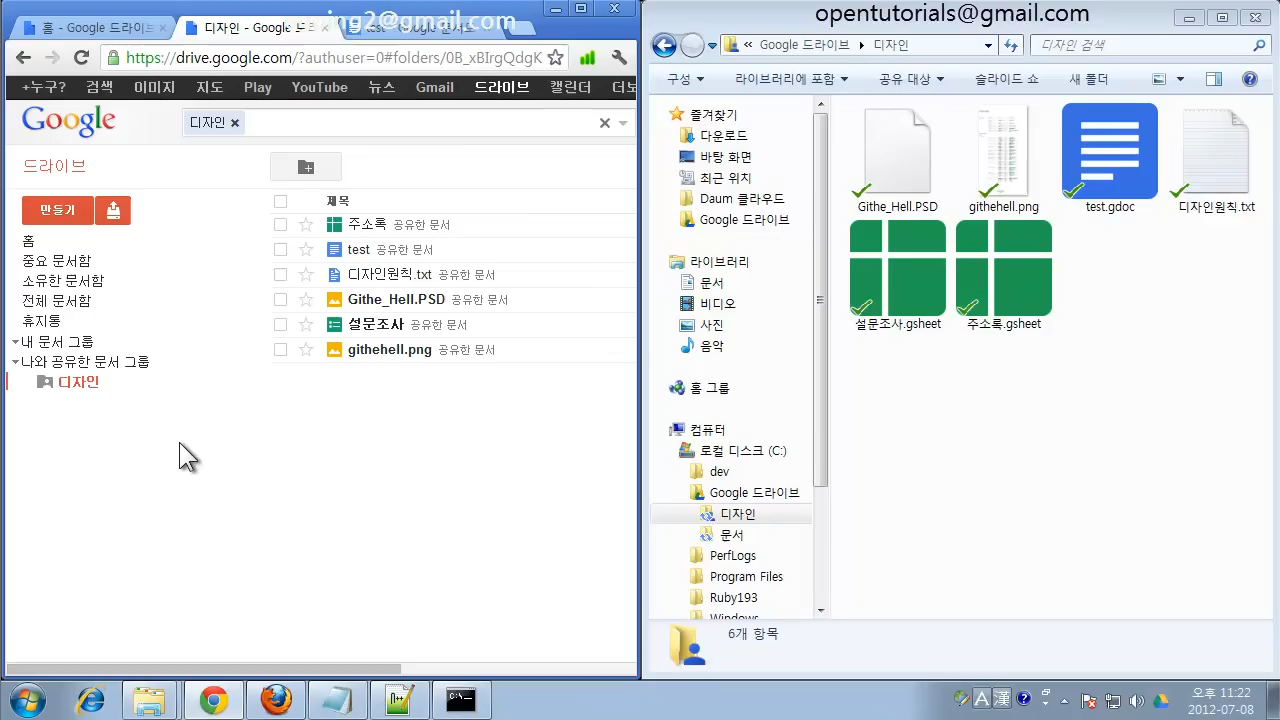 홈 - Google 드라이브
디자인 - Google 드라
test - Google 문서도
ing2@gmail.com
https://drive.google.com/?authuser=0#folders/0B_xBIrgQdgK
+누구? 검색 이미지 지도 Play YouTube 뉴스 Gmail 드라이브 캘린더 더보
Google
디자인
드라이브
만들기
홈
중요 문서함
소유한 문서함
전체 문서함
휴지통
내 문서 그룹
나와 공유한 문서 그룹
디자인
제목
주소록 공유한 문서
test 공유한 문서
디자인원칙.txt 공유한 문서
Githe_Hell.PSD 공유한 문서
설문조사 공유한 문서
githehell.png 공유한 문서
opentutorials@gmail.com
« Google 드라이브 디자인
디자인 검색
구성 라이브러리에 포함 공유 대상 슬라이드 쇼 새 폴더
즐겨찾기
다운로드
바탕 화면
최근 위치
Daum 클라우드
Google 드라이브
라이브러리
문서
비디오
사진
음악
홈 그룹
컴퓨터
로컬 디스크 (C:)
dev
Google 드라이브
디자인
문서
PerfLogs
Program Files
Ruby193
Windows
Githe_Hell.PSD
githehell.png
test.gdoc
디자인원칙.txt
설문조사.gsheet
주소록.gsheet
6개 항목
A 漢
오후 11:22
2012-07-08